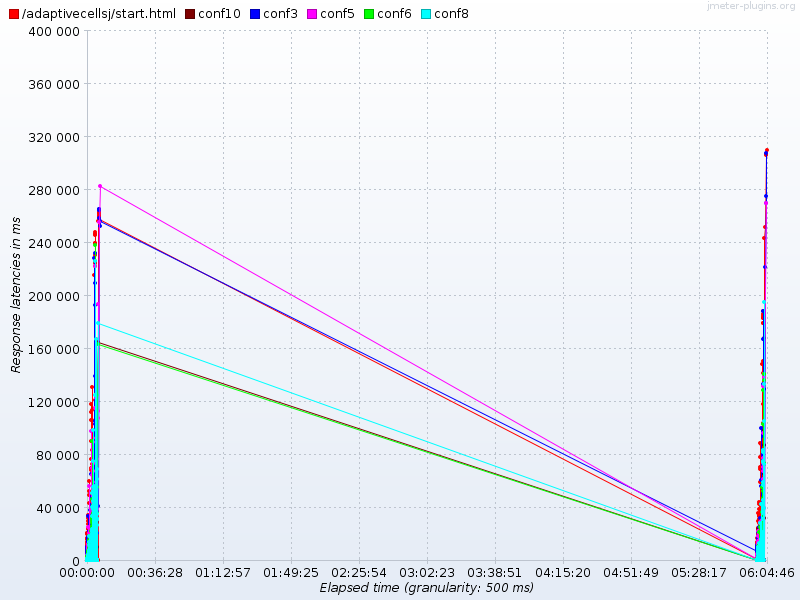 jmeter-plugins.org
/adaptivecellsj/start.html conf10 conf3 conf5 conf6 conf8
400 000
360 000
320 000
280 000
240 000
200 000
160 000
120 000
80 000
40 000
0
Response latencies in ms
00:00:00 00:36:28 01:12:57 01:49:25 02:25:54 03:02:23 03:38:51 04:15:20 04:51:49 05:28:17 06:04:46
Elapsed time (granularity: 500 ms)